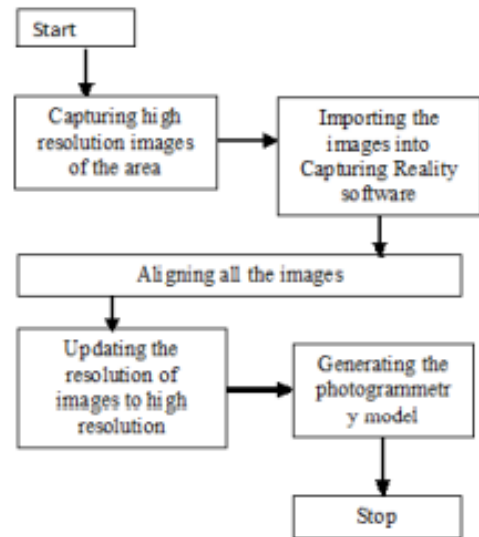 Start
Capturing high
resolution images
of the area
Importing the
images into
Capturing Reality
software
Aligning all the images
Updating the
resolution of
images to high
resolution
Generating the
photogrammetr
y model
Stop